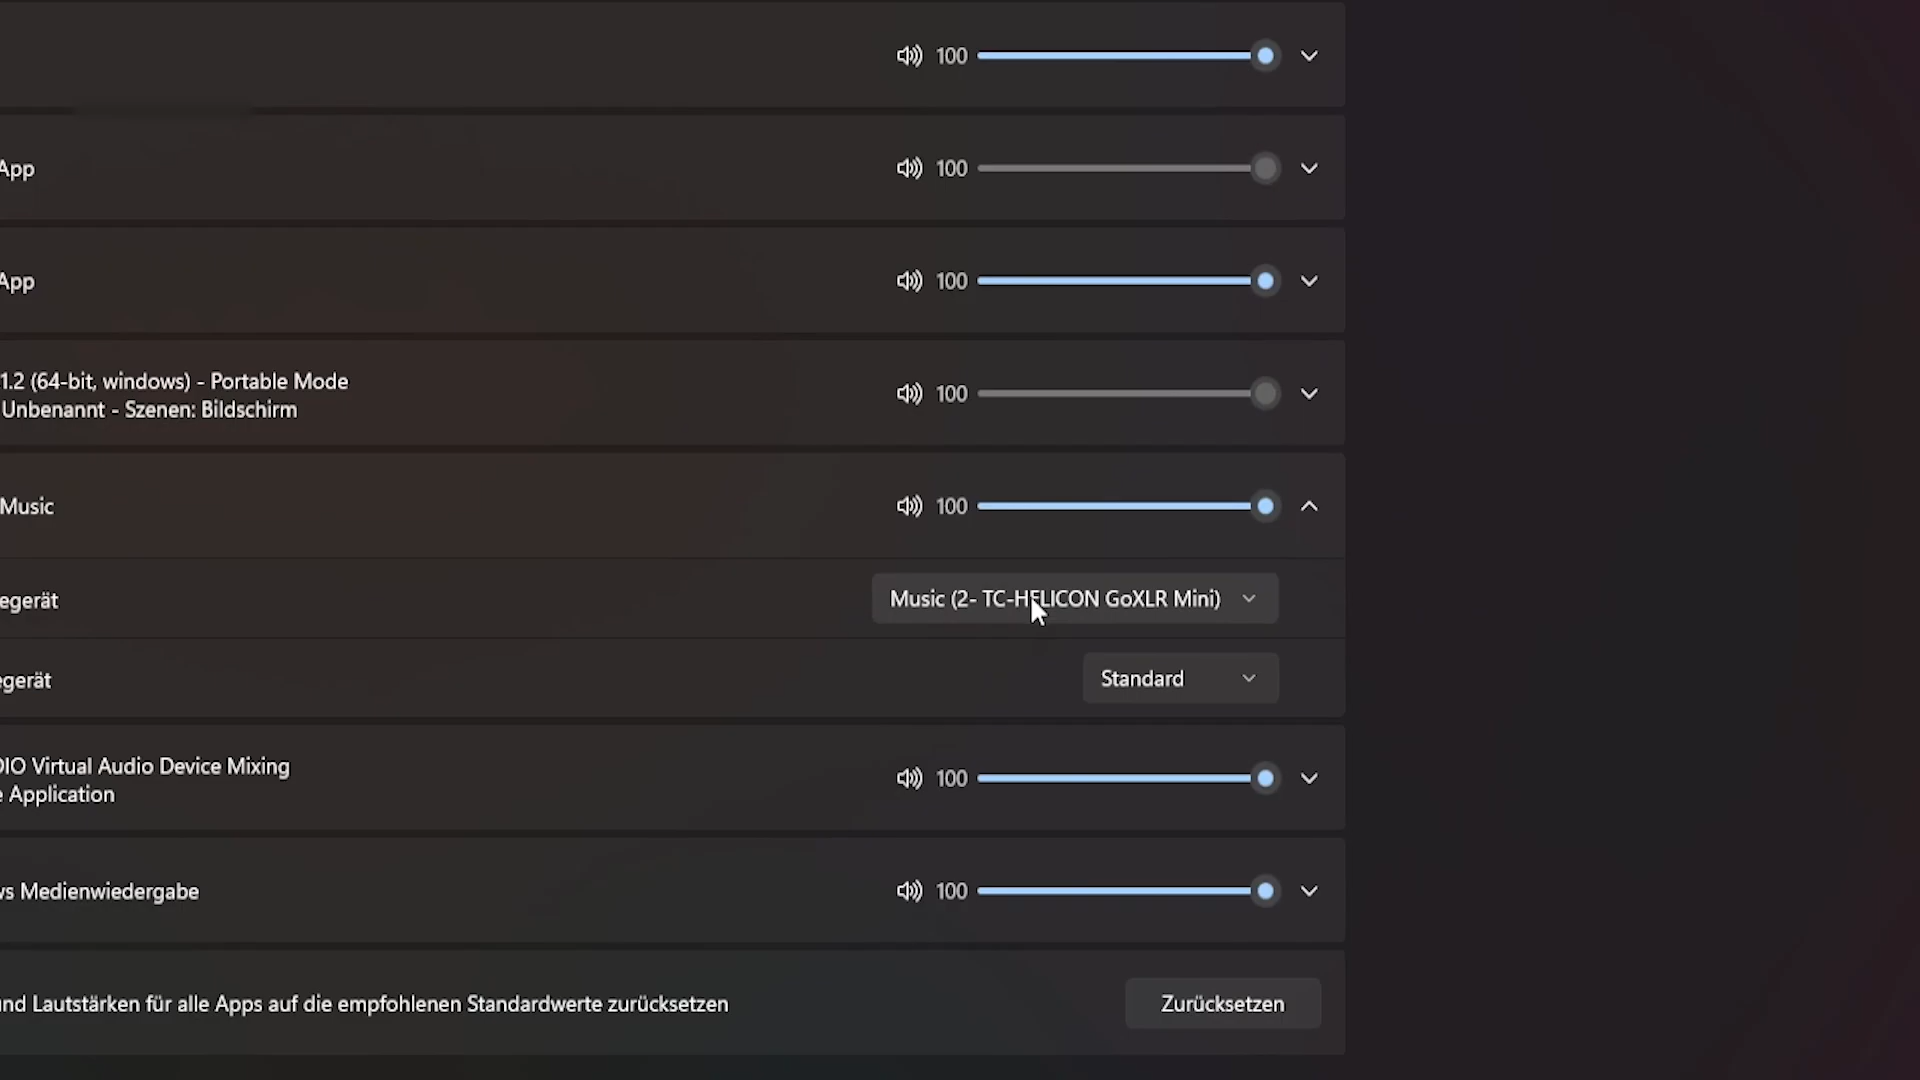 100
App 100
App 100
1.2 (64-bit, windows) - Portable Mode
Unbenannt - Szenen: Bildschirm
100
Music 100
egerät Music (2- TC-HELICON GoXLR Mini)
egerät Standard
DIO Virtual Audio Device Mixing
e Application
100
ws Medienwiedergabe 100
nd Lautstärken für alle Apps auf die empfohlenen Standardwerte zurücksetzen Zurücksetzen